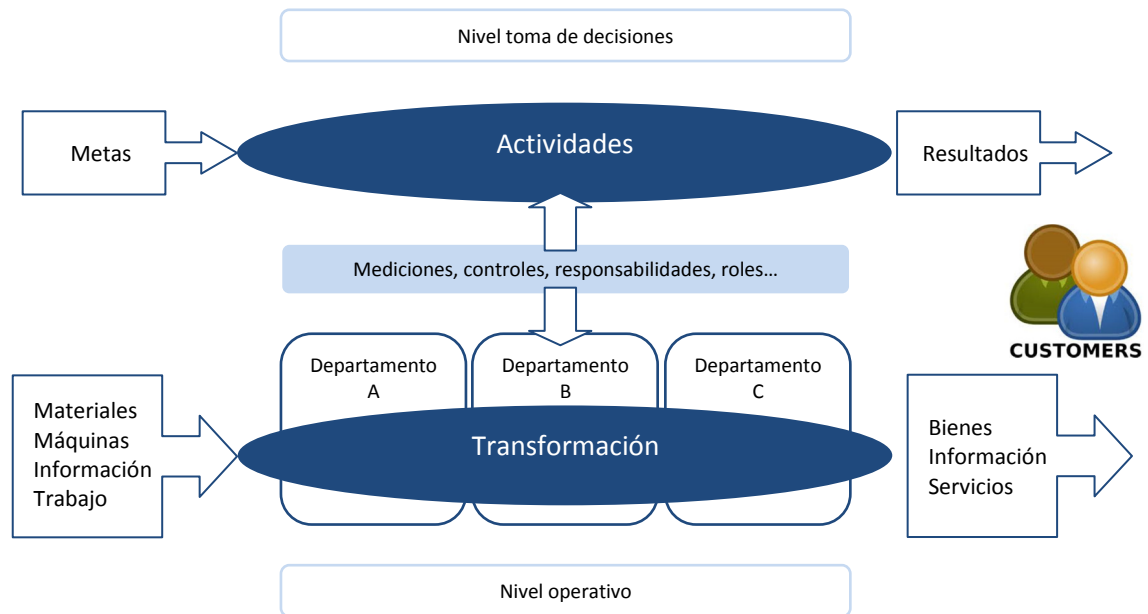 Nivel toma de decisiones
Metas
Actividades
Resultados
Mediciones, controles, responsabilidades, roles…
CUSTOMERS
Departamento
A
Departamento
B
Departamento
C
Materiales
Máquinas
Información
Trabajo
Transformación
Bienes
Información
Servicios
Nivel operativo